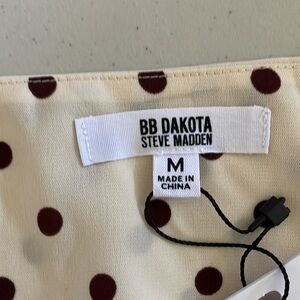 BB DAKOTA
STEVE MADDEN
M
MADE IN
CHINA